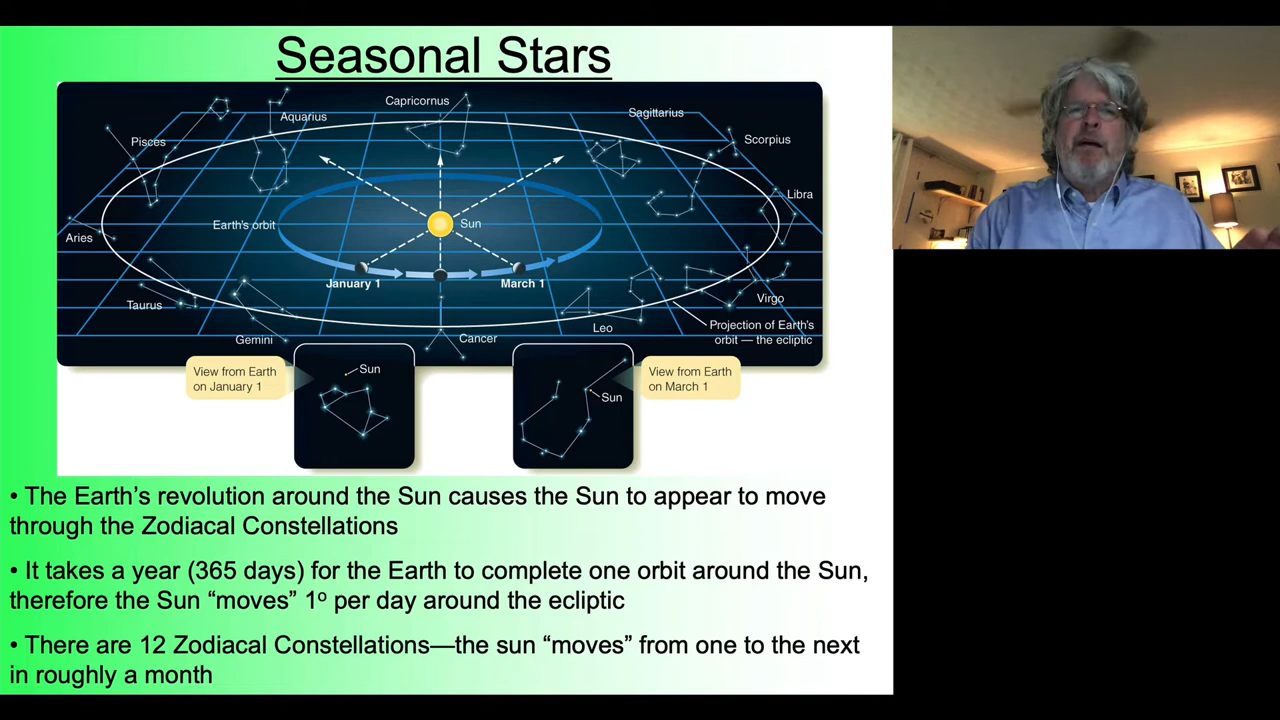 Seasonal Stars
Capricornus
Sagittarius
Aquarius
Pisces
Scorpius
Libra
Earth's orbit
Sun
Aries
January 1
March 1
Taurus
Virgo
Leo
Projection of Earth's
orbit — the ecliptic
Gemini
Cancer
View from Earth
on January 1
Sun
View from Earth
on March 1
Sun
• The Earth's revolution around the Sun causes the Sun to appear to move
through the Zodiacal Constellations
• It takes a year (365 days) for the Earth to complete one orbit around the Sun,
therefore the Sun “moves” 1º per day around the ecliptic
• There are 12 Zodiacal Constellations—the sun “moves” from one to the next
in roughly a month